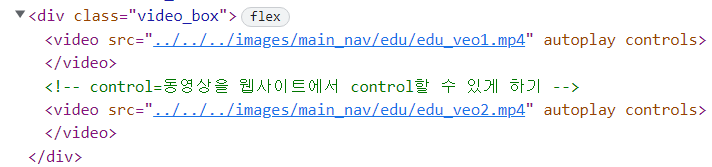 ▼<div class="video_box"> flex
<video src="../../../images/main_nav/edu/edu_veo1.mp4" autoplay controls>
</video>
<!-- control=동영상을 웹사이트에서 control할 수 있게 하기 -->
<video src="../../../images/main_nav/edu/edu_veo2.mp4" autoplay controls>
</video>
</div>